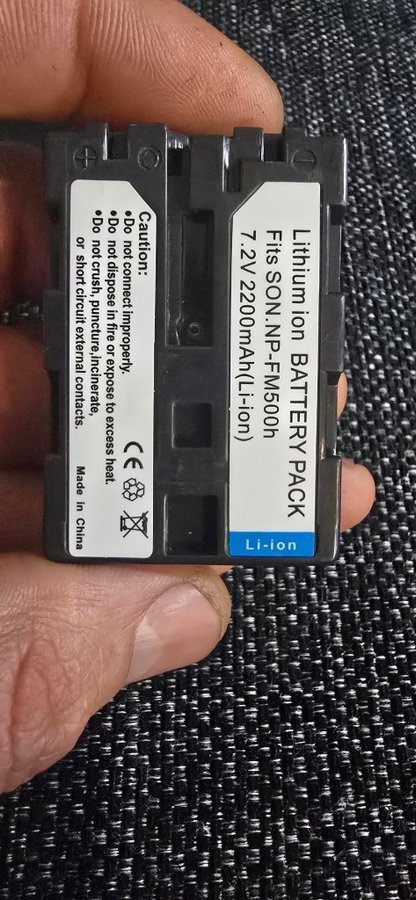 Lithium ion BATTERY PACK
Fits SON.NP-FM500h
7.2V 2200mAh(Li-ion)
Li-ion
Caution:
•Do not connect improperly.
•Do not dispose in fire or expose to excess heat.
•Do not crush, puncture,incinerate,
or short circuit external contacts.
CE
Made in China